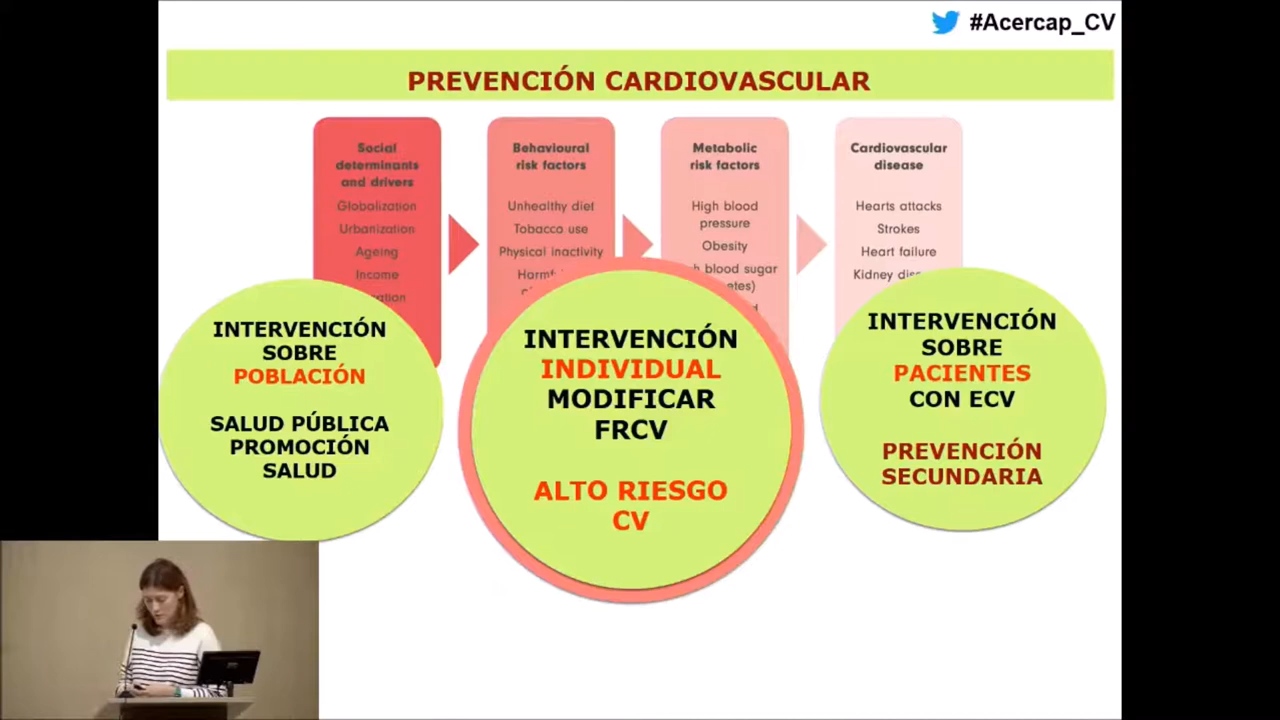 #Acercap_CV
PREVENCIÓN CARDIOVASCULAR
Social
determinants
and drivers
Globalization
Urbanization
Ageing
Income
Behavioural
risk factors
Unhealthy diet
Tobacco use
Physical inactivity
Metabolic
risk factors
High blood
pressure
Obesity
blood sugar
Cardiovascular
disease
Hearts attacks
Strokes
Heart failure
Kidney
INTERVENCIÓN
SOBRE
POBLACIÓN
SALUD PÚBLICA
PROMOCIÓN
SALUD
INTERVENCIÓN
INDIVIDUAL
MODIFICAR
FRCV
ALTO RIESGO
CV
INTERVENCIÓN
SOBRE
PACIENTES
CON ECV
PREVENCIÓN
SECUNDARIA